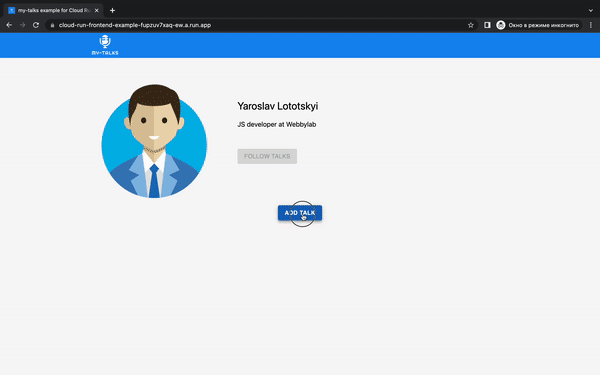 my-talks example for Cloud Ru
cloud-run-frontend-example-fupzuv7xaq-ew.a.run.app
Окно в режиме инкогнито
MY-TALKS
Yaroslav Lototskyi
JS developer at Webbylab
FOLLOW TALKS
ADD TALK